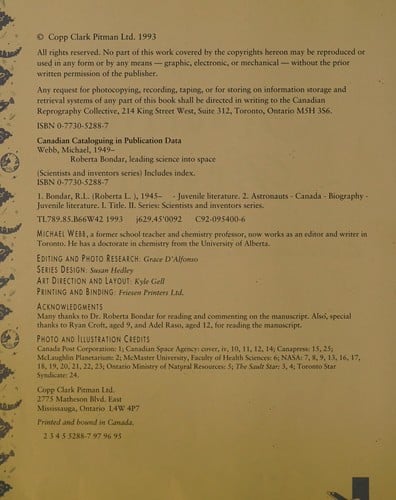 © Copp Clark Pitman Ltd. 1993
All rights reserved. No part of this work covered by the copyrights hereon may be reproduced or
used in any form or by any means — graphic, electronic, or mechanical — without the prior
written permission of the publisher.
Any request for photocopying, recording, taping, or for storing on information storage and
retrieval systems of any part of this book shall be directed in writing to the Canadian
Reprography Collective, 214 King Street West, Suite 312, Toronto, Ontario M5H 3S6.
ISBN 0-7730-5288-7
Canadian Cataloguing in Publication Data
Webb, Michael, 1949–
Roberta Bondar, leading science into space
(Scientists and inventors series) Includes index.
ISBN 0-7730-5288-7
1. Bondar, R.L. (Roberta L. ), 1945– - Juvenile literature. 2. Astronauts - Canada - Biography -
Juvenile literature. I. Title. II. Series: Scientists and inventors series.
TL789.85.B66W42 1993 j629.45'0092 C92-095400-6
MICHAEL WEBB, a former school teacher and chemistry professor, now works as an editor and writer in
Toronto. He has a doctorate in chemistry from the University of Alberta.
EDITING AND PHOTO RESEARCH: Grace D'Alfonso
SERIES DESIGN: Susan Hedley
ART DIRECTION AND LAYOUT: Kyle Gell
PRINTING AND BINDING: Friesen Printers Ltd.
ACKNOWLEDGMENTS
Many thanks to Dr. Roberta Bondar for reading and commenting on the manuscript. Also, special
thanks to Ryan Croft, aged 9, and Adel Raso, aged 12, for reading the manuscript.
PHOTO AND ILLUSTRATION CREDITS
Canada Post Corporation: 1; Canadian Space Agency: cover, iv, 10, 11, 12, 14; Canapress: 15, 25;
McLaughlin Planetarium: 2; McMaster University, Faculty of Health Sciences: 6; NASA: 7, 8, 9, 13, 16, 17,
18, 19, 20, 21, 22, 23; Ontario Ministry of Natural Resources: 5; The Sault Star: 3, 4; Toronto Star
Syndicate: 24.
Copp Clark Pitman Ltd.
2775 Matheson Blvd. East
Mississauga, Ontario L4W 4P7
Printed and bound in Canada.
2 3 4 5 5288-7 97 96 95